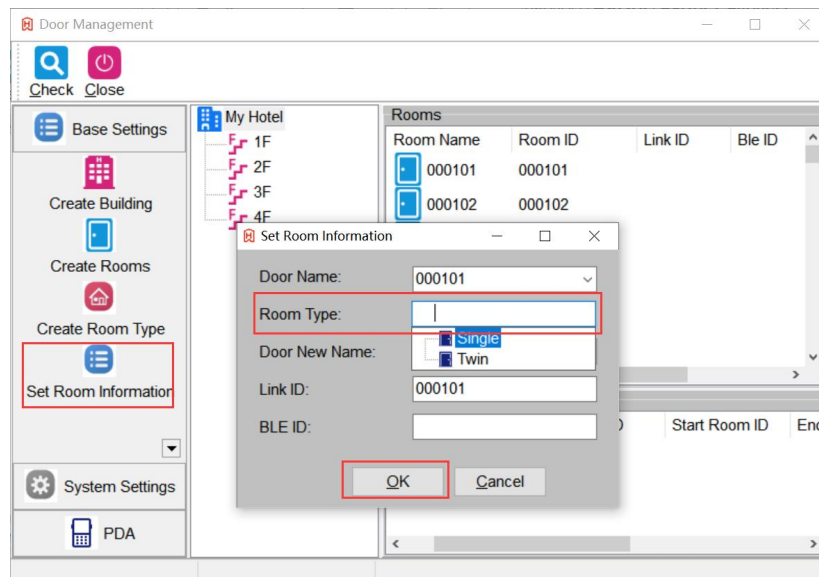 Door Management
Check Close
Base Settings
Create Building
Create Rooms
Create Room Type
Set Room Information
System Settings
PDA
My Hotel
1F
2F
3F
4F
Rooms
Room Name Room ID Link ID Ble ID
000101 000101
000102 000102
Set Room Information
Door Name: 000101
Room Type:
Single
Twin
Door New Name:
Link ID: 000101
BLE ID:
OK Cancel
Start Room ID